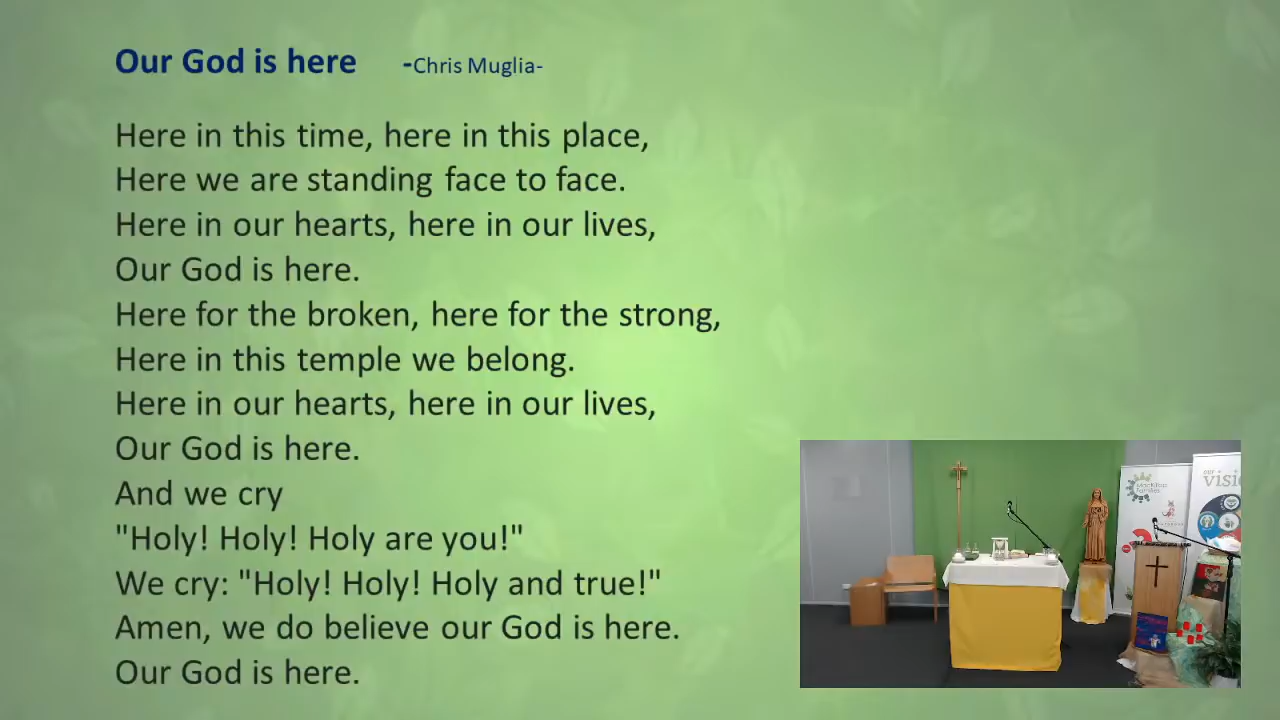 Our God is here -Chris Muglia-
Here in this time, here in this place,
Here we are standing face to face.
Here in our hearts, here in our lives,
Our God is here.
Here for the broken, here for the strong,
Here in this temple we belong.
Here in our hearts, here in our lives,
Our God is here.
And we cry
"Holy! Holy! Holy are you!"
We cry: "Holy! Holy! Holy and true!"
Amen, we do believe our God is here.
Our God is here.
our
visi